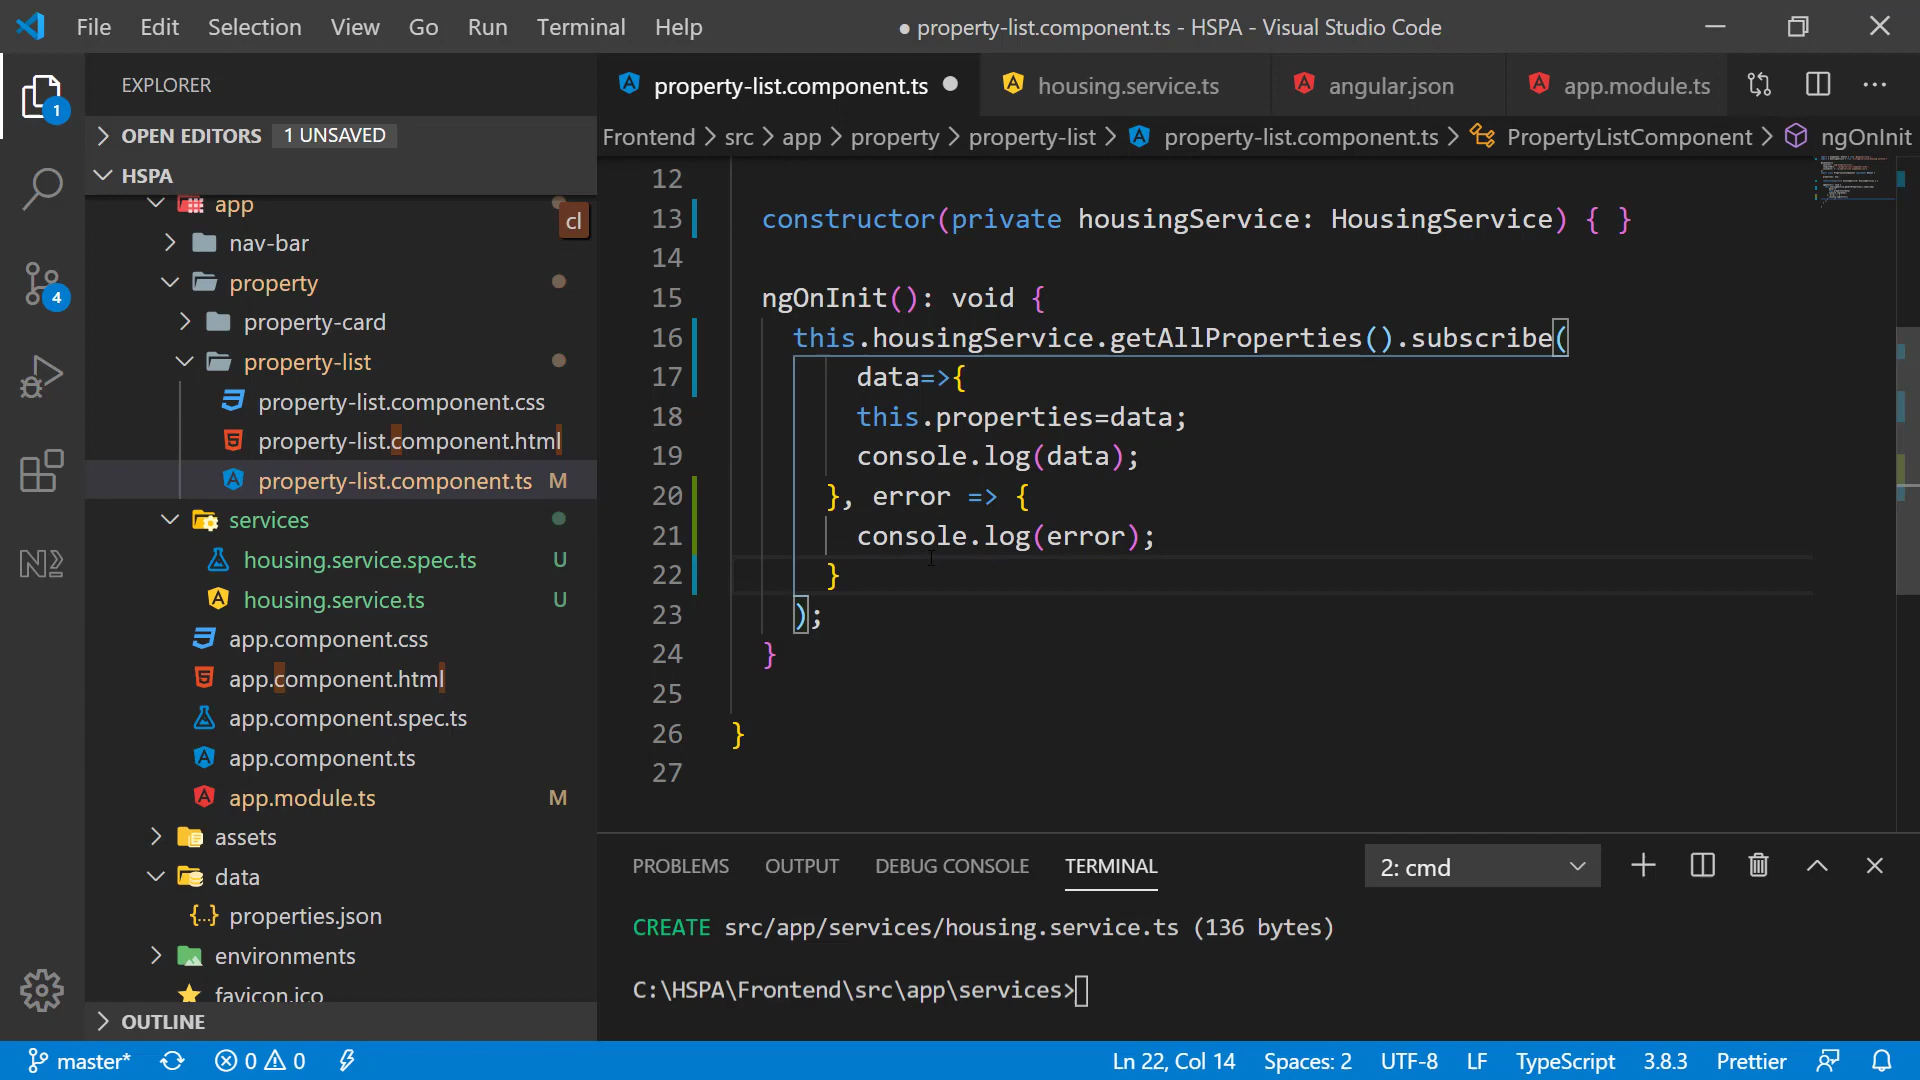 File Edit Selection View Go Run Terminal Help
● property-list.component.ts - HSPA - Visual Studio Code
EXPLORER
OPEN EDITORS 1 UNSAVED
HSPA
app
cl
nav-bar
property
property-card
property-list
property-list.component.css
property-list.component.html
property-list.component.ts M
services
housing.service.spec.ts U
housing.service.ts U
app.component.css
app.component.html
app.component.spec.ts
app.component.ts
app.module.ts M
assets
data
properties.json
environments
favicon.ico
OUTLINE
1
4
property-list.component.ts
housing.service.ts
angular.json
app.module.ts
Frontend > src > app > property > property-list > property-list.component.ts > PropertyListComponent > ngOnInit
12
13 constructor(private housingService: HousingService) { }
14
15 ngOnInit(): void {
16 this.housingService.getAllProperties().subscribe(
17 data=>{
18 this.properties=data;
19 console.log(data);
20 }, error => {
21 console.log(error);
22 }
23 );
24 }
25
26 }
27
PROBLEMS OUTPUT DEBUG CONSOLE TERMINAL
2: cmd
CREATE src/app/services/housing.service.ts (136 bytes)
C:\HSPA\Frontend\src\app\services>
master* 0 0
Ln 22, Col 14 Spaces: 2 UTF-8 LF TypeScript 3.8.3 Prettier